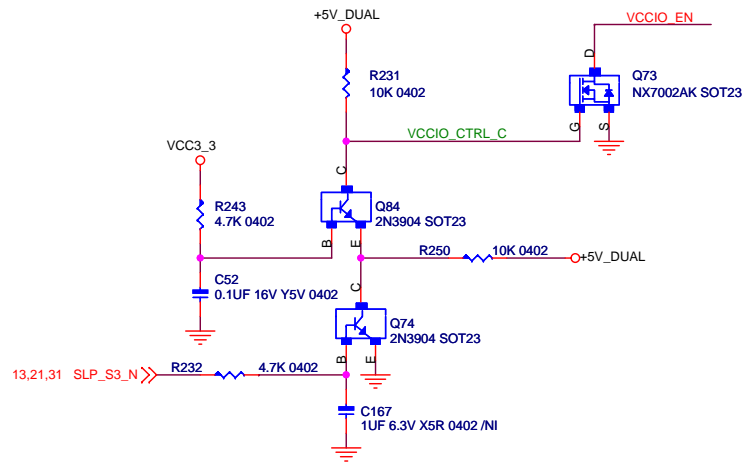 +5V_DUAL
VCCIO_EN
R231
10K 0402
D
Q73
NX7002AK SOT23
G
S
VCCIO_CTRL_C
VCC3_3
C
R243
4.7K 0402
Q84
2N3904 SOT23
B
E
R250
10K 0402
+5V_DUAL
C52
0.1UF 16V Y5V 0402
C
Q74
2N3904 SOT23
B
E
13,21,31 SLP_S3_N
R232
4.7K 0402
C167
1UF 6.3V X5R 0402 /NI